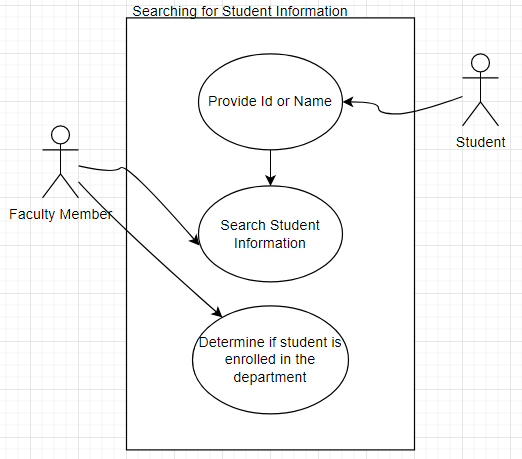 Searching for Student Information
Provide Id or Name
Student
Faculty Member
Search Student
Information
Determine if student is
enrolled in the
department